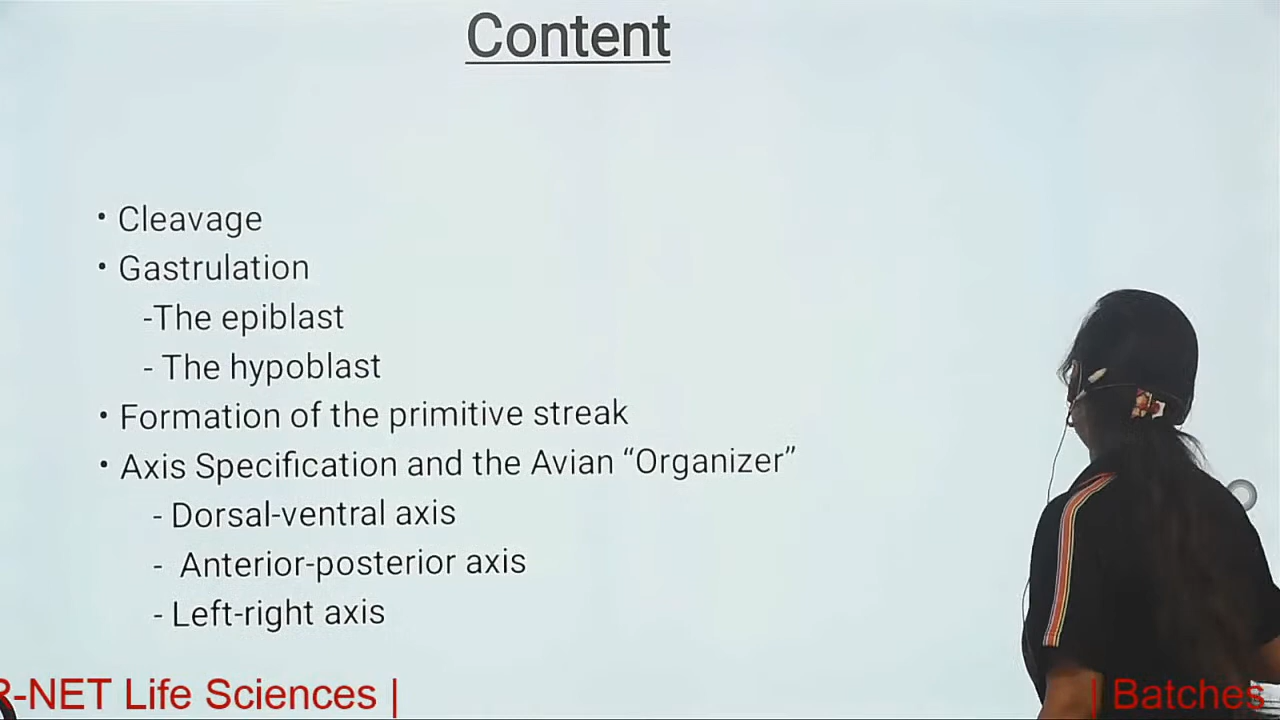 Content
• Cleavage
• Gastrulation
-The epiblast
- The hypoblast
• Formation of the primitive streak
• Axis Specification and the Avian “Organizer”
- Dorsal-ventral axis
- Anterior-posterior axis
- Left-right axis
R-NET Life Sciences | | Batches